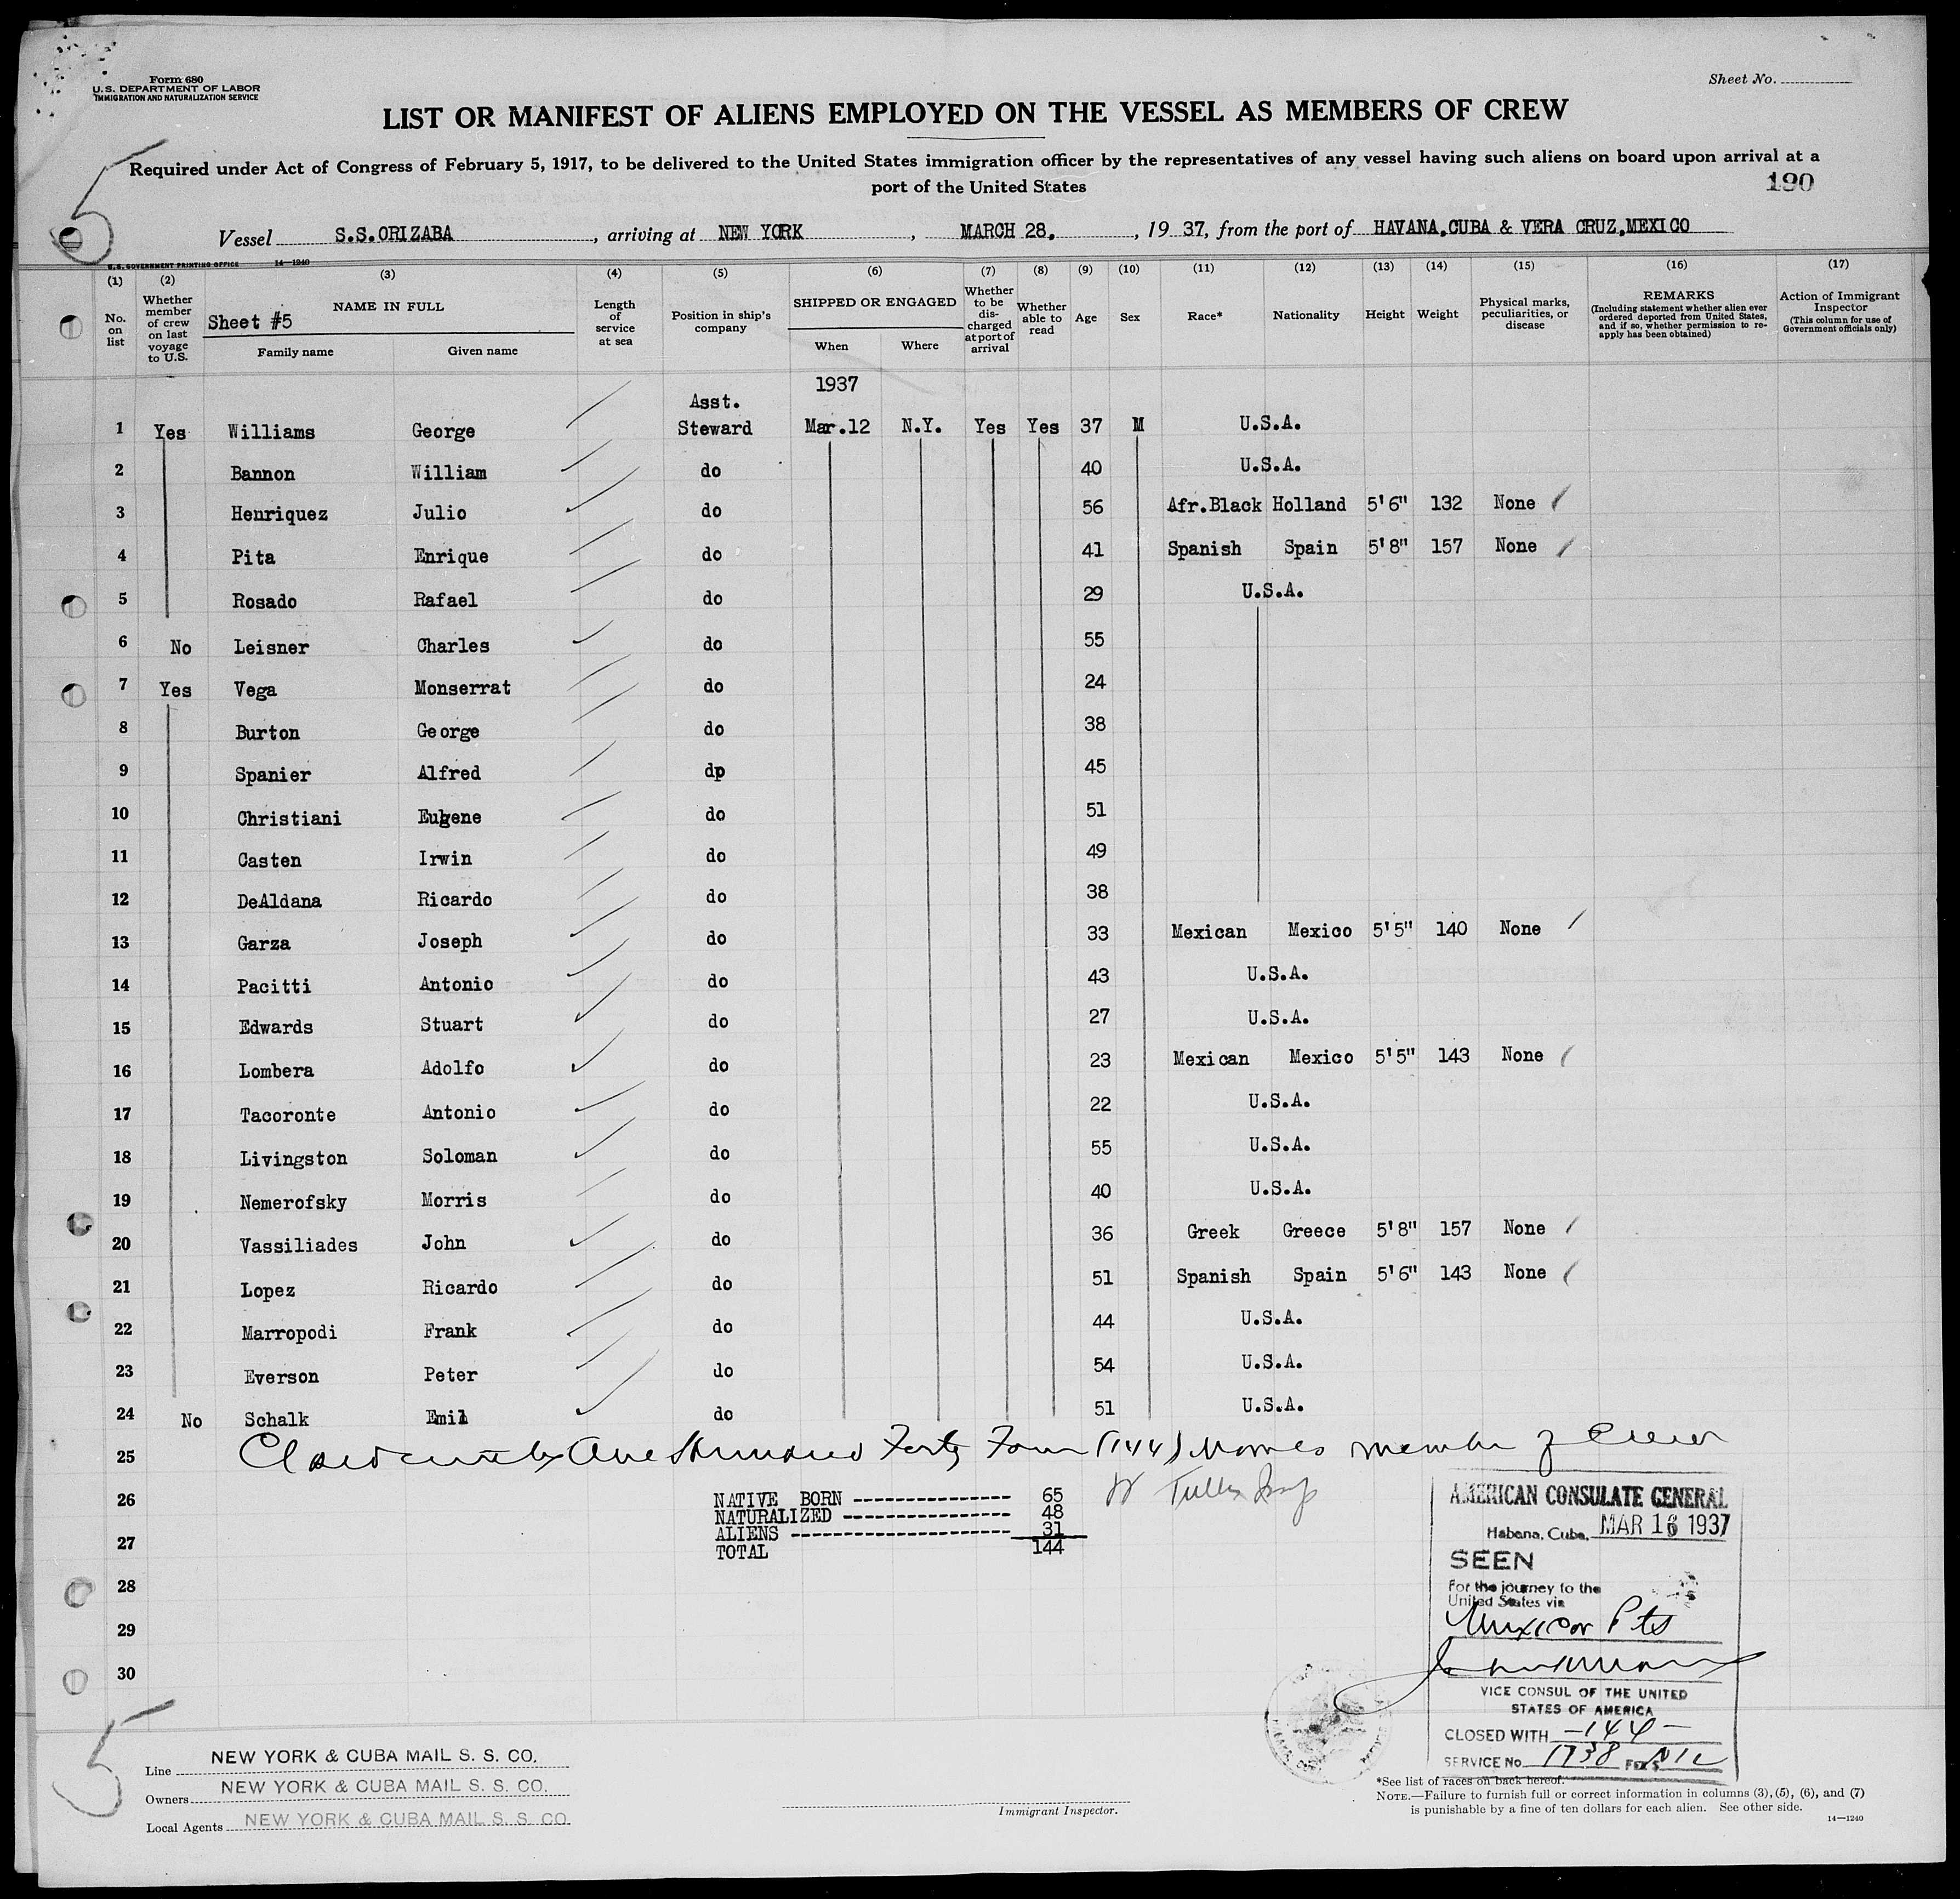 Form 680
U.S. DEPARTMENT OF LABOR
IMMIGRATION AND NATURALIZATION SERVICE
Sheet No.
LIST OR MANIFEST OF ALIENS EMPLOYED ON THE VESSEL AS MEMBERS OF CREW
Required under Act of Congress of February 5, 1917, to be delivered to the United States immigration officer by the representatives of any vessel having such aliens on board upon arrival at a
port of the United States
190
5
Vessel S.S.ORIZABA, arriving at NEW YORK, MARCH 28, 1937, from the port of HAVANA,CUBA & VERA CRUZ,MEXICO
U.S. GOVERNMENT PRINTING OFFICE 14—1240
(1) (2) (3) (4) (5) (6) (7) (8) (9) (10) (11) (12) (13) (14) (15) (16) (17)
No. on list
Whether member of crew on last voyage to U.S.
NAME IN FULL
Sheet #5
Family name Given name
Length of service at sea
Position in ship's company
SHIPPED OR ENGAGED
When Where
Whether to be discharged at port of arrival
Whether able to read
Age
Sex
Race*
Nationality
Height
Weight
Physical marks, peculiarities, or disease
REMARKS
(Including statement whether alien ever ordered deported from United States, and if so, whether permission to reapply has been obtained)
Action of Immigrant Inspector
(This column for use of Government officials only)
1937
Asst.
1 Yes Williams George Steward Mar.12 N.Y. Yes Yes 37 M U.S.A.
2 Bannon William do 40 U.S.A.
3 Henriquez Julio do 56 Afr.Black Holland 5'6" 132 None
4 Pita Enrique do 41 Spanish Spain 5'8" 157 None
5 Rosado Rafael do 29 U.S.A.
6 No Leisner Charles do 55
7 Yes Vega Monserrat do 24
8 Burton George do 38
9 Spanier Alfred dp 45
10 Christiani Eugene do 51
11 Casten Irwin do 49
12 DeAldana Ricardo do 38
13 Garza Joseph do 33 Mexican Mexico 5'5" 140 None
14 Pacitti Antonio do 43 U.S.A.
15 Edwards Stuart do 27 U.S.A.
16 Lombera Adolfo do 23 Mexican Mexico 5'5" 143 None
17 Tacoronte Antonio do 22 U.S.A.
18 Livingston Soloman do 55 U.S.A.
19 Nemerofsky Morris do 40 U.S.A.
20 Vassiliades John do 36 Greek Greece 5'8" 157 None
21 Lopez Ricardo do 51 Spanish Spain 5'6" 143 None
22 Marropodi Frank do 44 U.S.A.
23 Everson Peter do 54 U.S.A.
24 No Schalk Emil do 51 U.S.A.
25 Closed with One Hundred Forty Four (144) Names member of Crew
26
27
28
29
30
NATIVE BORN ---------------- 65
NATURALIZED ---------------- 48
ALIENS --------------------- 31
TOTAL 144
AMERICAN CONSULATE GENERAL
Habana, Cuba, MAR 16 1937
SEEN
For the journey to the
United States via
Mexican Pts
VICE CONSUL OF THE UNITED
STATES OF AMERICA
CLOSED WITH —144—
SERVICE No. 1738 FEE $ NIL
5
Line NEW YORK & CUBA MAIL S. S. CO.
Owners NEW YORK & CUBA MAIL S. S. CO.
Local Agents NEW YORK & CUBA MAIL S. S. CO.
Immigrant Inspector.
*See list of races on back hereof.
NOTE.—Failure to furnish full or correct information in columns (3), (5), (6), and (7)
is punishable by a fine of ten dollars for each alien. See other side.
14—1240